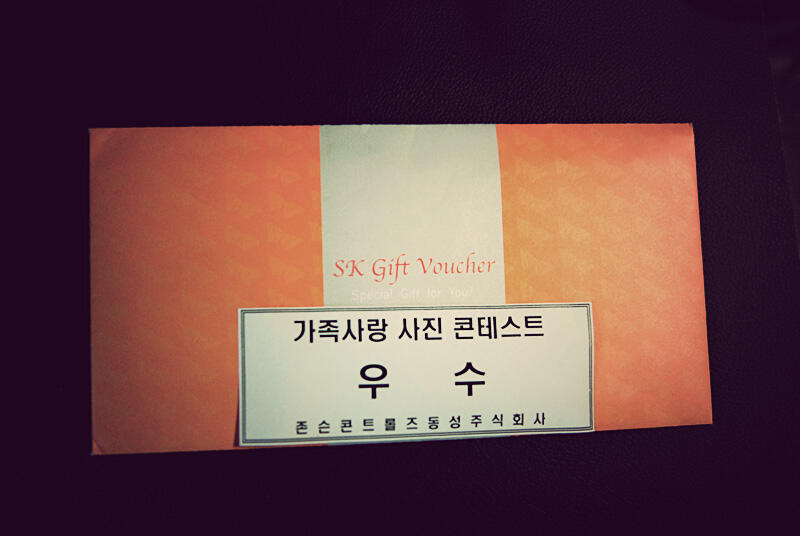 SK Gift Voucher
Special Gift for You!
가족사랑 사진 콘테스트
우 수
존슨콘트롤즈동성주식회사